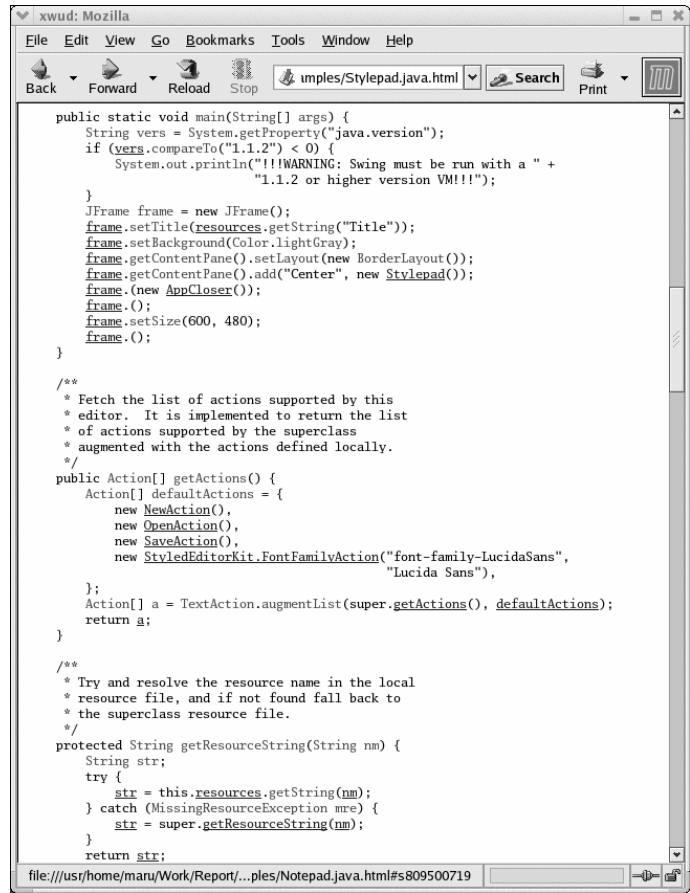 xwud: Mozilla
File Edit View Go Bookmarks Tools Window Help
Back Forward Reload Stop ımples/Stylepad.java.html Search Print
public static void main(String[] args) {
String vers = System.getProperty("java.version");
if (vers.compareTo("1.1.2") < 0) {
System.out.println("!!!WARNING: Swing must be run with a " +
"1.1.2 or higher version VM!!!");
}
JFrame frame = new JFrame();
frame.setTitle(resources.getString("Title"));
frame.setBackground(Color.lightGray);
frame.getContentPane().setLayout(new BorderLayout());
frame.getContentPane().add("Center", new Stylepad());
frame.(new AppCloser());
frame.();
frame.setSize(600, 480);
frame.();
}
/**
* Fetch the list of actions supported by this
* editor.  It is implemented to return the list
* of actions supported by the superclass
* augmented with the actions defined locally.
*/
public Action[] getActions() {
Action[] defaultActions = {
new NewAction(),
new OpenAction(),
new SaveAction(),
new StyledEditorKit.FontFamilyAction("font-family-LucidaSans",
"Lucida Sans"),
};
Action[] a = TextAction.augmentList(super.getActions(), defaultActions);
return a;
}
/**
* Try and resolve the resource name in the local
* resource file, and if not found fall back to
* the superclass resource file.
*/
protected String getResourceString(String nm) {
String str;
try {
str = this.resources.getString(nm);
} catch (MissingResourceException mre) {
str = super.getResourceString(nm);
}
return str;
file:///usr/home/maru/Work/Report/...ples/Notepad.java.html#s809500719